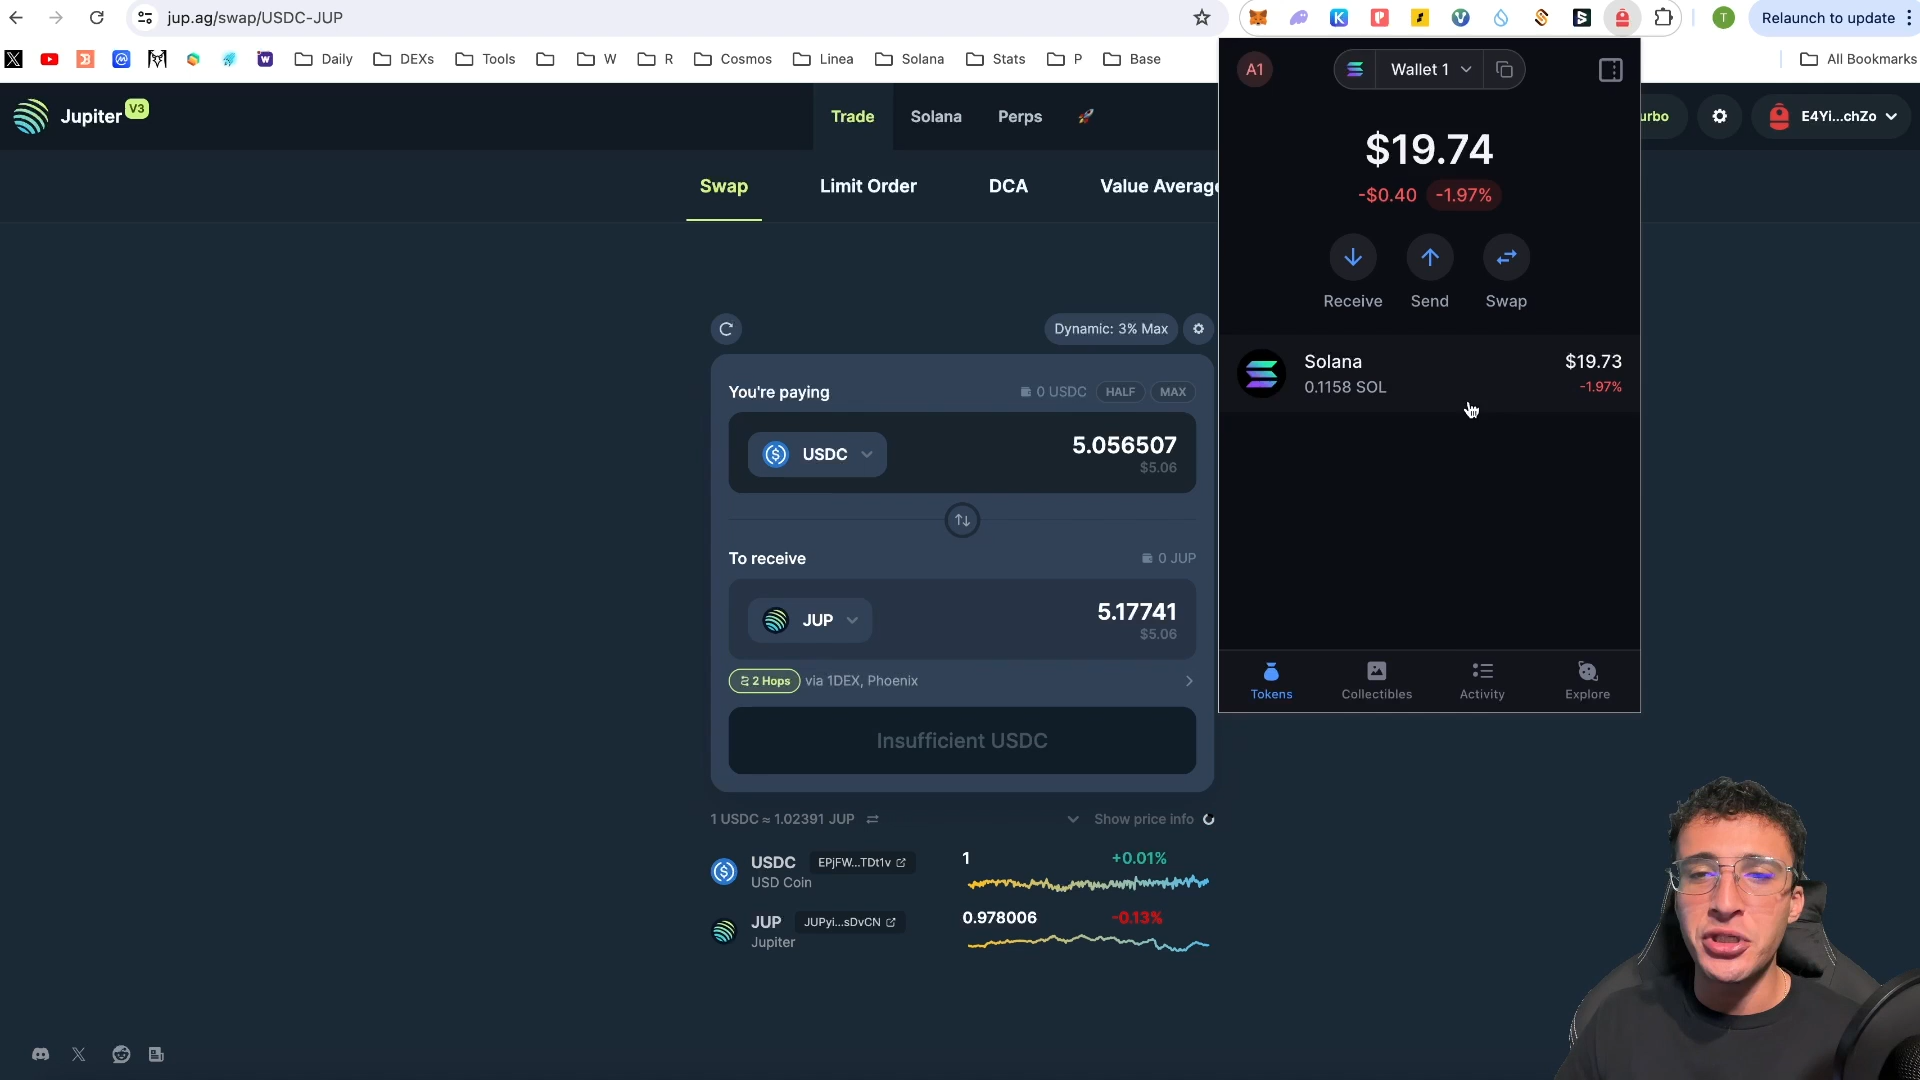 jup.ag/swap/USDC-JUP
T
Relaunch to update
Daily
DEXs
Tools
W
R
Cosmos
Linea
Solana
Stats
P
Base
All Bookmarks
Jupiter V3
Trade
Solana
Perps
urbo
E4Yi...chZo
Swap
Limit Order
DCA
Value Average
A1
Wallet 1
$19.74
-$0.40 -1.97%
Receive
Send
Swap
Solana
$19.73
0.1158 SOL
-1.97%
Tokens
Collectibles
Activity
Explore
Dynamic: 3% Max
You're paying
0 USDC
HALF
MAX
USDC
5.056507
$5.06
To receive
0 JUP
JUP
5.17741
$5.06
2 Hops via 1DEX, Phoenix
Insufficient USDC
1 USDC ≈ 1.02391 JUP
Show price info
USDC EPjFW...TDt1v
1
+0.01%
USD Coin
JUP JUPyi...sDvCN
0.978006
-0.13%
Jupiter